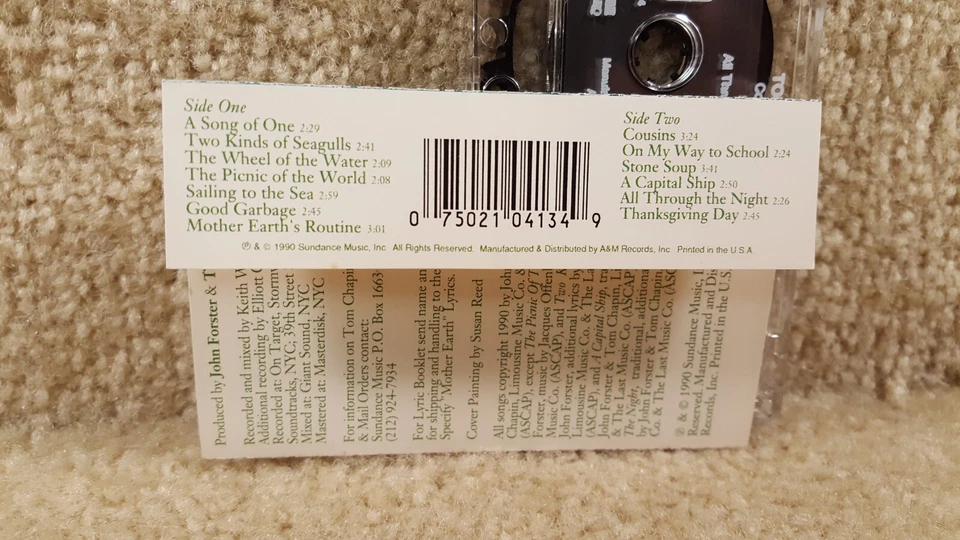 Side One
A Song of One 2:29
Two Kinds of Seagulls 2:41
The Wheel of the Water 2:09
The Picnic of the World 2:08
Sailing to the Sea 2:59
Good Garbage 2:45
Mother Earth's Routine 3:01
0 75021 04134 9
Side Two
Cousins 3:24
On My Way to School 2:24
Stone Soup 3:41
A Capital Ship 2:50
All Through the Night 2:26
Thanksgiving Day 2:45
℗ & © 1990 Sundance Music, Inc All Rights Reserved. Manufactured & Distributed by A&M Records, Inc Printed in the U.S.A.
Produced by John Forster & T
Recorded and mixed by Keith
Additional recording by Elliott
Recorded at: On Target, Stormv
Soundtracks, NYC; 39th Street
Mixed at: Giant Sound, NYC
Mastered at: Masterdisk, NYC
For information on Tom Chapi
& Mail Orders contact:
Sundance Music P.O. Box 1663
(212) 924-7934
For Lyric Booklet send name an
for shipping and handling to the
Specify "Mother Earth" Lyrics.
Cover Painting by Susan Reed
All songs copyright 1990 by John
Chapin, Limousine Music Co. &
(ASCAP), except The Picnic Of T
Forster, music by Jacques Offen
Music Co. (ASCAP), and Two K
John Forster, additional lyrics by
Limousine Music Co. & The La
(ASCAP), and A Capital Ship, tra
John Forster & Tom Chapin, Li
& The Last Music Co. (ASCAP
The Night, traditional, additional
by John Forster & Tom Chapin
Co. & The Last Music Co. (ASC
℗ & © 1990 Sundance Music, I
Reserved. Manufactured and Dis
Records, Inc. Printed in the U.S.
All Thr